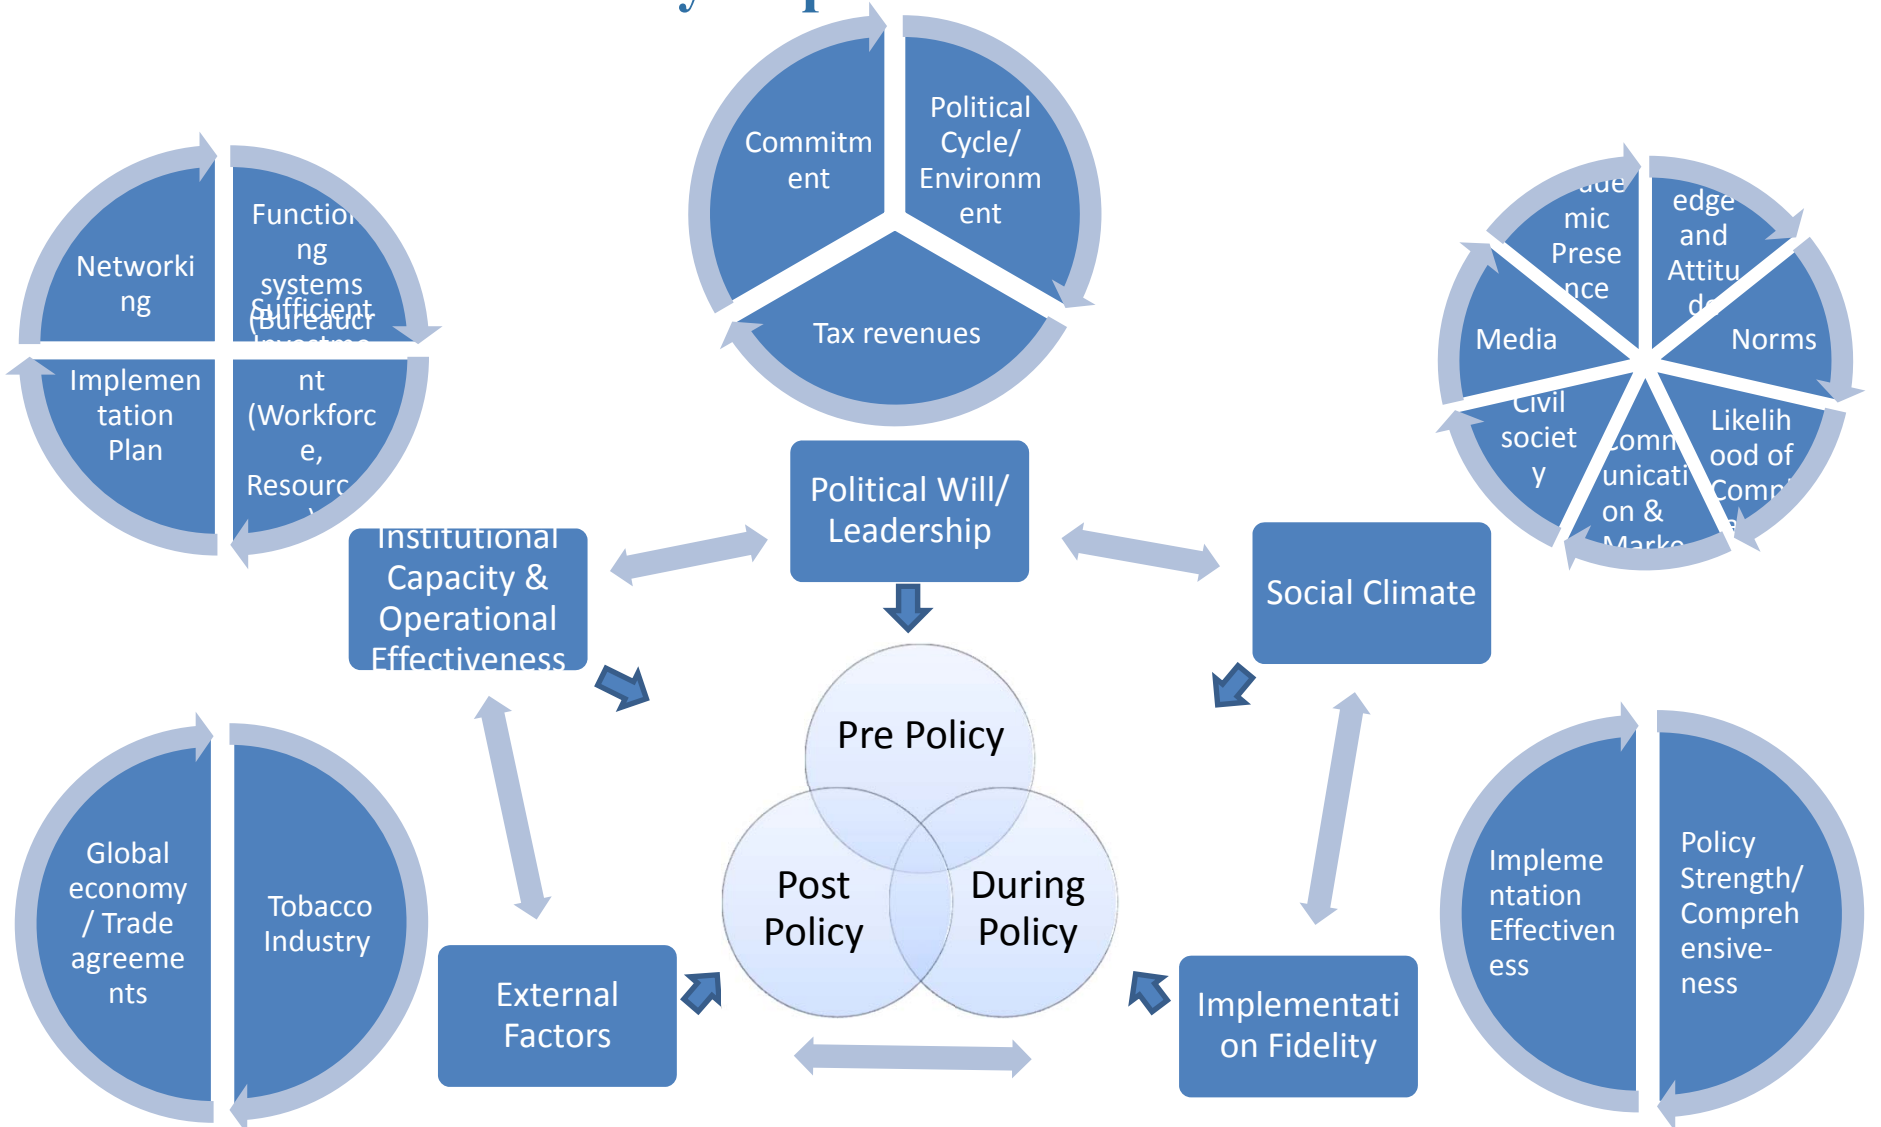 Commitm
ent
Political
Cycle/
Environm
ent
Tax revenues
Networki
ng
ng
systems
Sufficient
Implemen
tation
Plan
nt
(Workforc
e,
mic
Prese
nce
edge
and
Attitu
de
Media
Norms
Civil
societ
y
Likelih
ood of
unicati
on &
Political Will/
Leadership
Institutional
Capacity &
Operational
Effectiveness
Social Climate
Pre Policy
Post
Policy
During
Policy
Global
economy
/ Trade
agreeme
nts
Tobacco
Industry
External
Factors
Implementati
on Fidelity
Impleme
ntation
Effectiven
ess
Policy
Strength/
Compreh
ensive-
ness